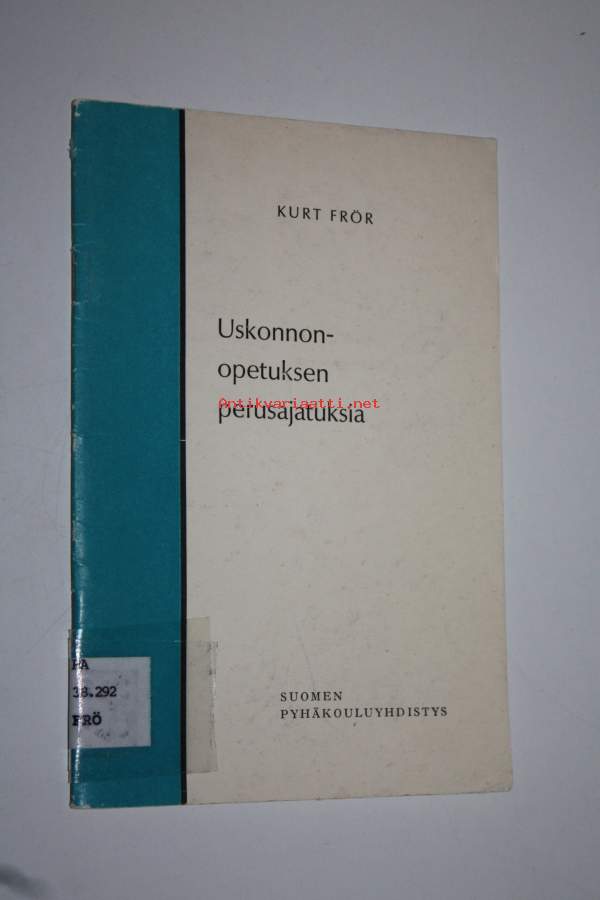 KURT FRÖR
Uskonnon-
opetuksen
Antikvariaatti.net
perusajatuksia
PA
38.292
FRÖ
SUOMEN
PYHÄKOULUYHDISTYS